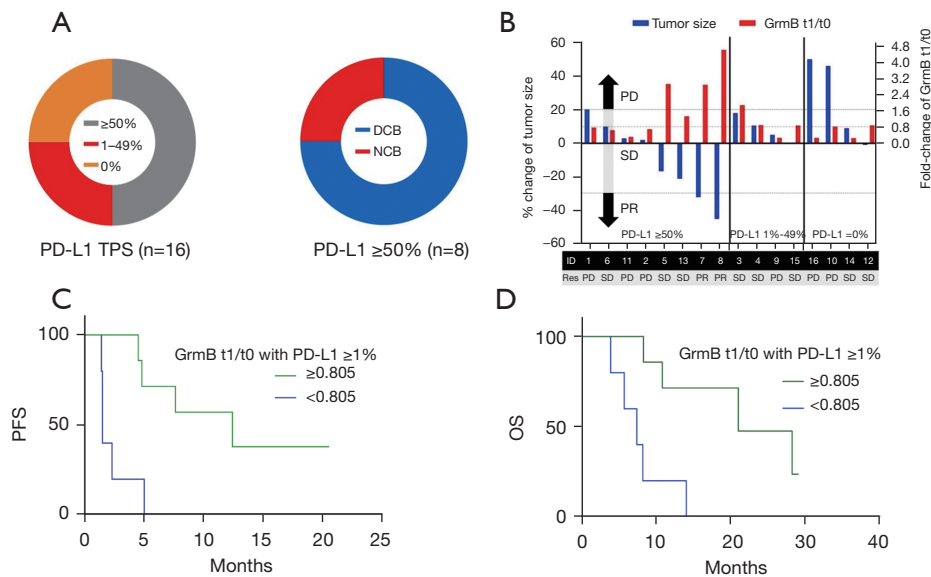 A
≥50%
1–49%
0%
PD-L1 TPS (n=16)
DCB
NCB
PD-L1 ≥50% (n=8)
B
Tumor size
GrmB t1/t0
% change of tumor size
60
40
20
0
−20
−40
−60
PD
SD
PR
Fold-change of GrmB t1/t0
4.8
4.0
3.2
2.4
1.6
0.8
0.0
PD-L1 ≥50%
PD-L1 1%-49%
PD-L1 =0%
ID 1 6 11 2 5 13 7 8 3 4 9 15 16 10 14 12
Res PD SD PD PD SD SD PR PR SD SD PD SD PD PD SD SD
C
PFS
100
50
0
GrmB t1/t0 with PD-L1 ≥1%
≥0.805
<0.805
0 5 10 15 20 25
Months
D
OS
100
50
0
GrmB t1/t0 with PD-L1 ≥1%
≥0.805
<0.805
0 10 20 30 40
Months